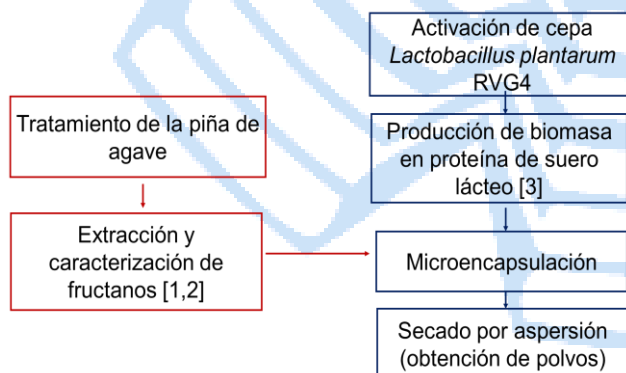 Activación de cepa
Lactobacillus plantarum
RVG4
Tratamiento de la piña de
agave
Producción de biomasa
en proteína de suero
lácteo [3]
Extracción y
caracterización de
fructanos [1,2]
Microencapsulación
Secado por aspersión
(obtención de polvos)